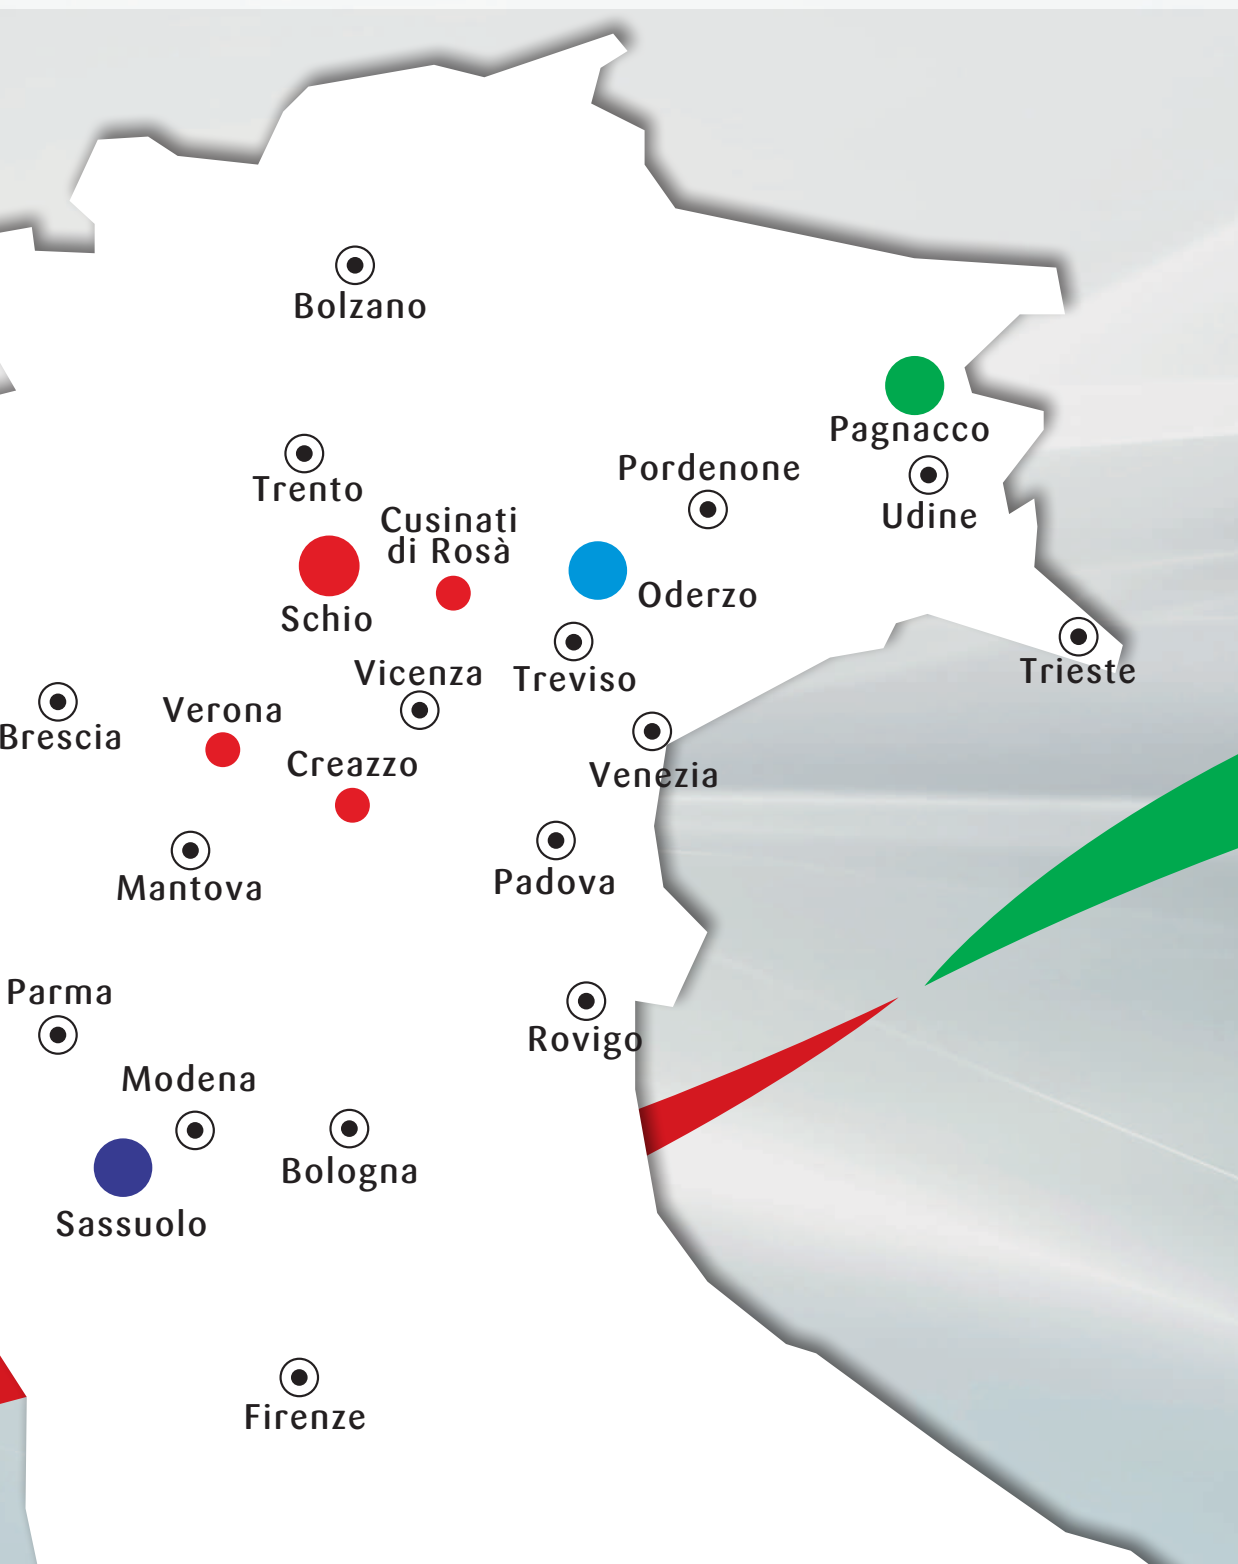 Bolzano
Pagnacco
Pordenone
Trento
Cusinati
di Rosà
Udine
Oderzo
Schio
Vicenza
Treviso
Trieste
Verona
Brescia
Creazzo
Venezia
Mantova
Padova
Parma
Rovigo
Modena
Bologna
Sassuolo
Firenze